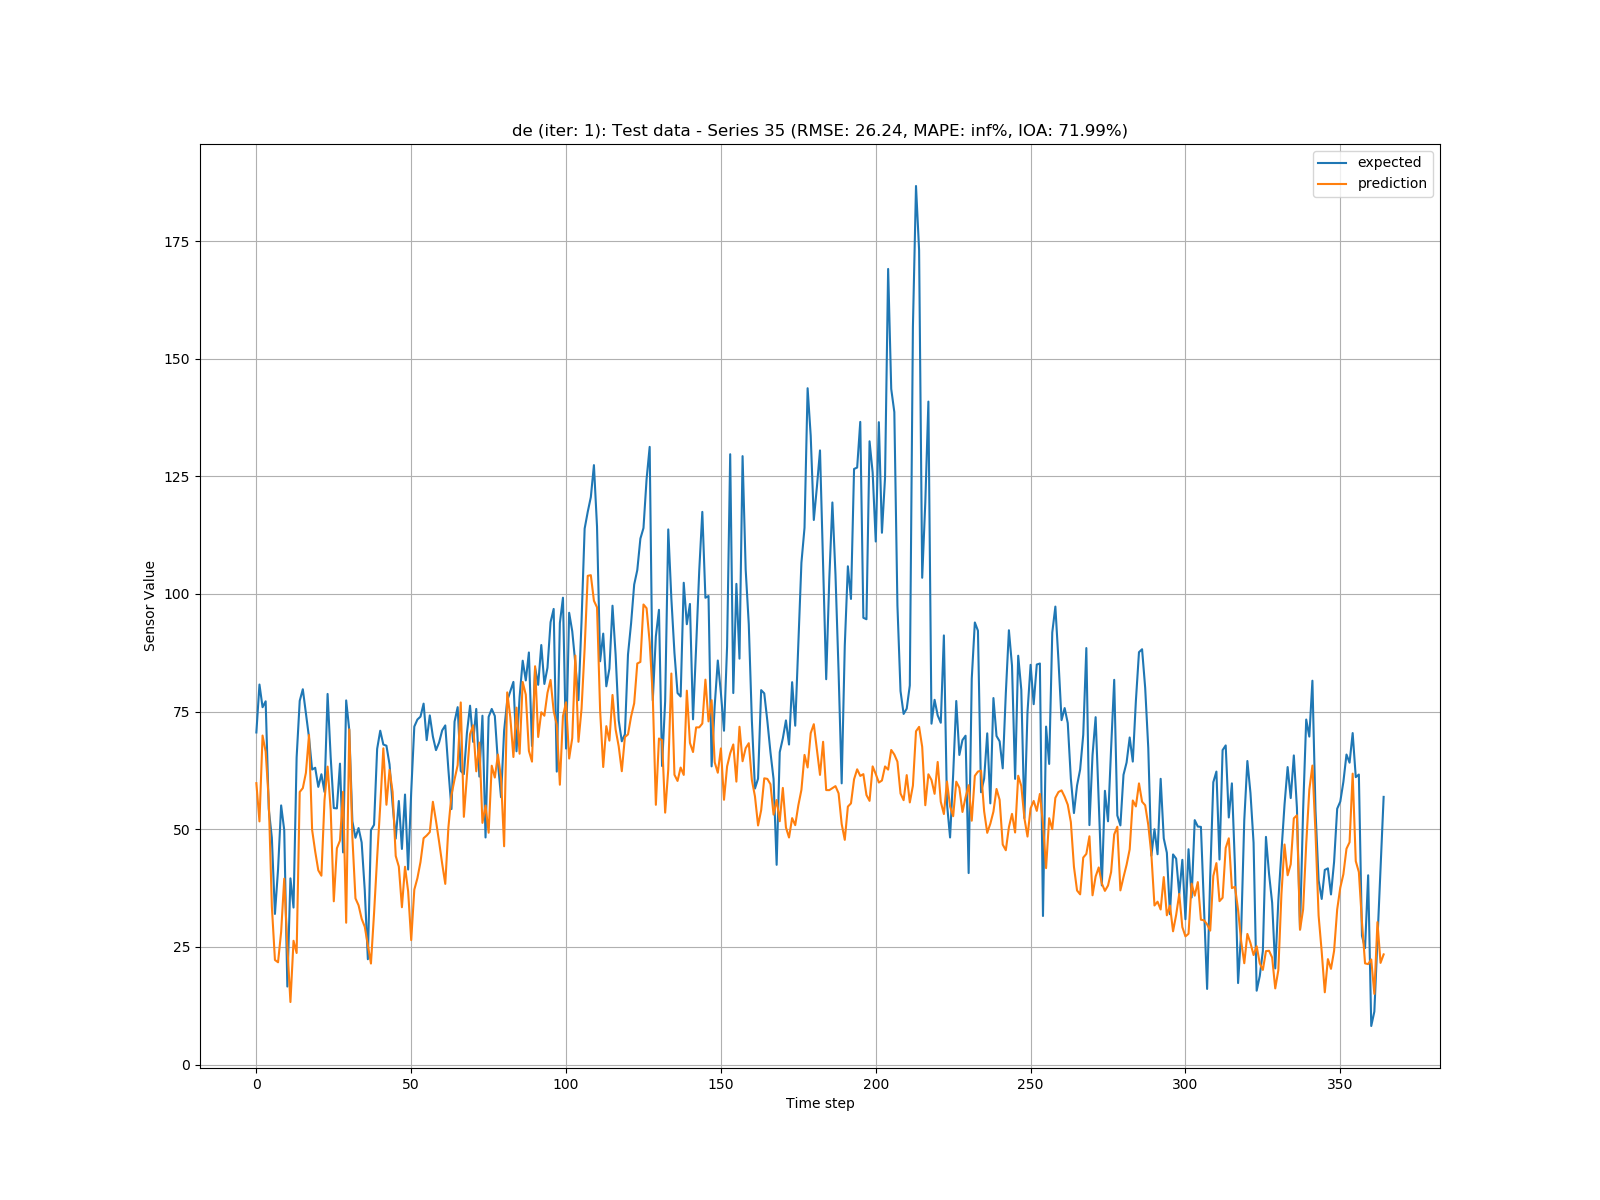 de (iter: 1): Test data - Series 35 (RMSE: 26.24, MAPE: inf%, IOA: 71.99%)
expected
prediction
175
150
125
100
75
50
25
0
Sensor Value
0 50 100 150 200 250 300 350
Time step